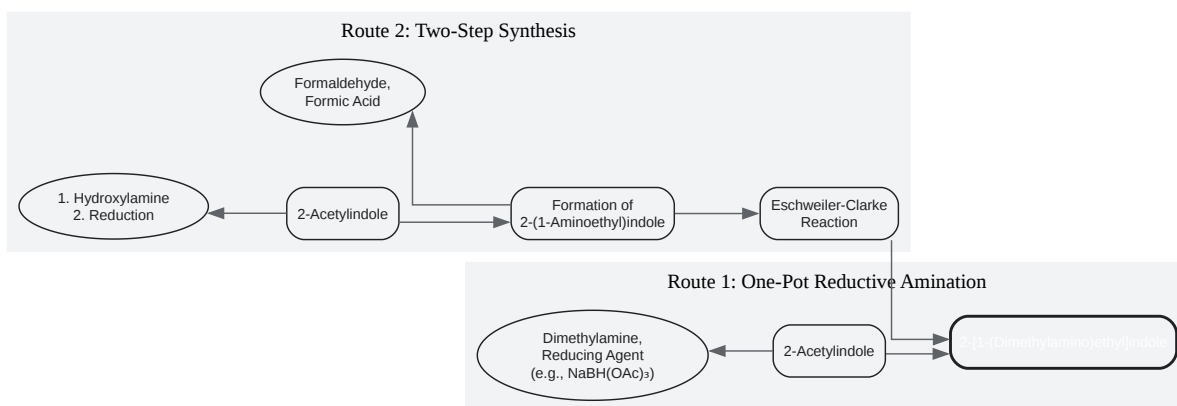 Route 2: Two-Step Synthesis
Formaldehyde,
Formic Acid
1. Hydroxylamine
2. Reduction
2-Acetylindole
Formation of
2-(1-Aminoethyl)indole
Eschweiler-Clarke
Reaction
Route 1: One-Pot Reductive Amination
Dimethylamine,
Reducing Agent
(e.g., NaBH(OAc)₃)
2-Acetylindole
2-[1-(Dimethylamino)ethyl]indole